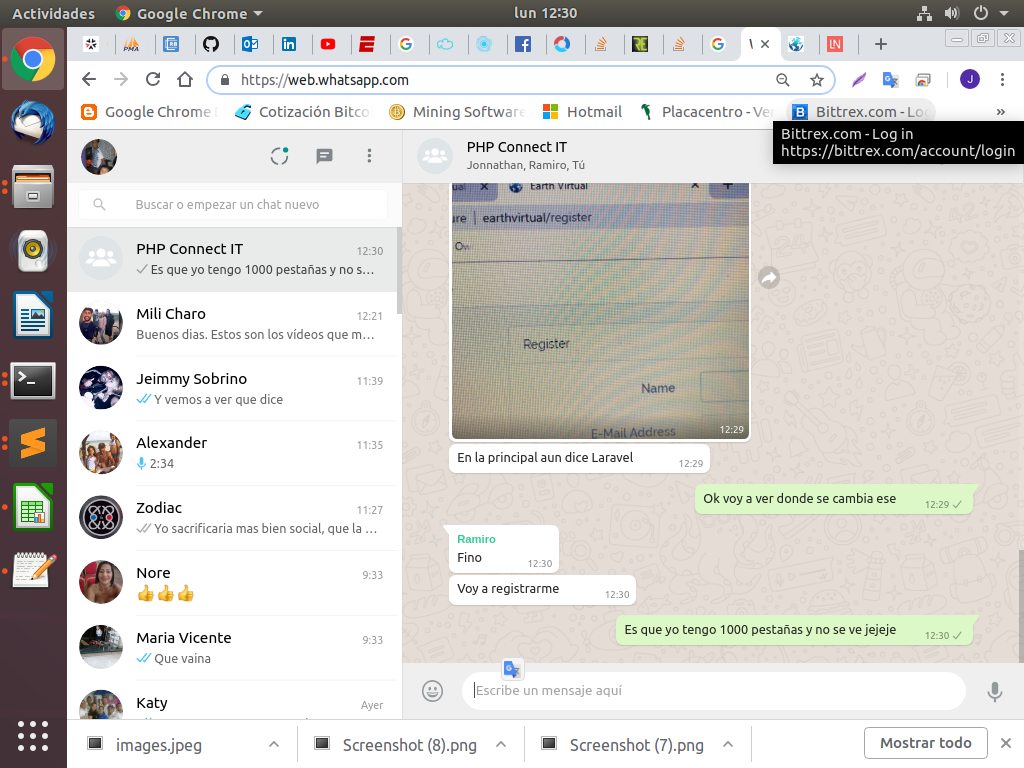 Actividades
Google Chrome
lun 12:30
https://web.whatsapp.com
J
Google Chrome
Cotización Bitco
Mining Software
Hotmail
Placacentro - Ve
Bittrex.com - Lo
»
Bittrex.com - Log in
https://bittrex.com/account/login
Buscar o empezar un chat nuevo
PHP Connect IT
12:30
Es que yo tengo 1000 pestañas y no s...
Mili Charo
12:21
Buenos dias. Estos son los vídeos que m...
Jeimmy Sobrino
11:39
Y vemos a ver que dice
Alexander
11:35
2:34
Zodiac
11:27
Yo sacrificaria mas bien social, que la ...
Nore
9:33
Maria Vicente
9:33
Que vaina
Katy
Ayer
PHP Connect IT
Jonnathan, Ramiro, Tú
Earth Virtual
earthvirtual/register
Register
Name
E-Mail Address
12:29
En la principal aun dice Laravel
12:29
Ok voy a ver donde se cambia ese
12:29
Ramiro
Fino
12:30
Voy a registrarme
12:30
Es que yo tengo 1000 pestañas y no se ve jejeje
12:30
Escribe un mensaje aquí
images.jpeg
Screenshot (8).png
Screenshot (7).png
Mostrar todo